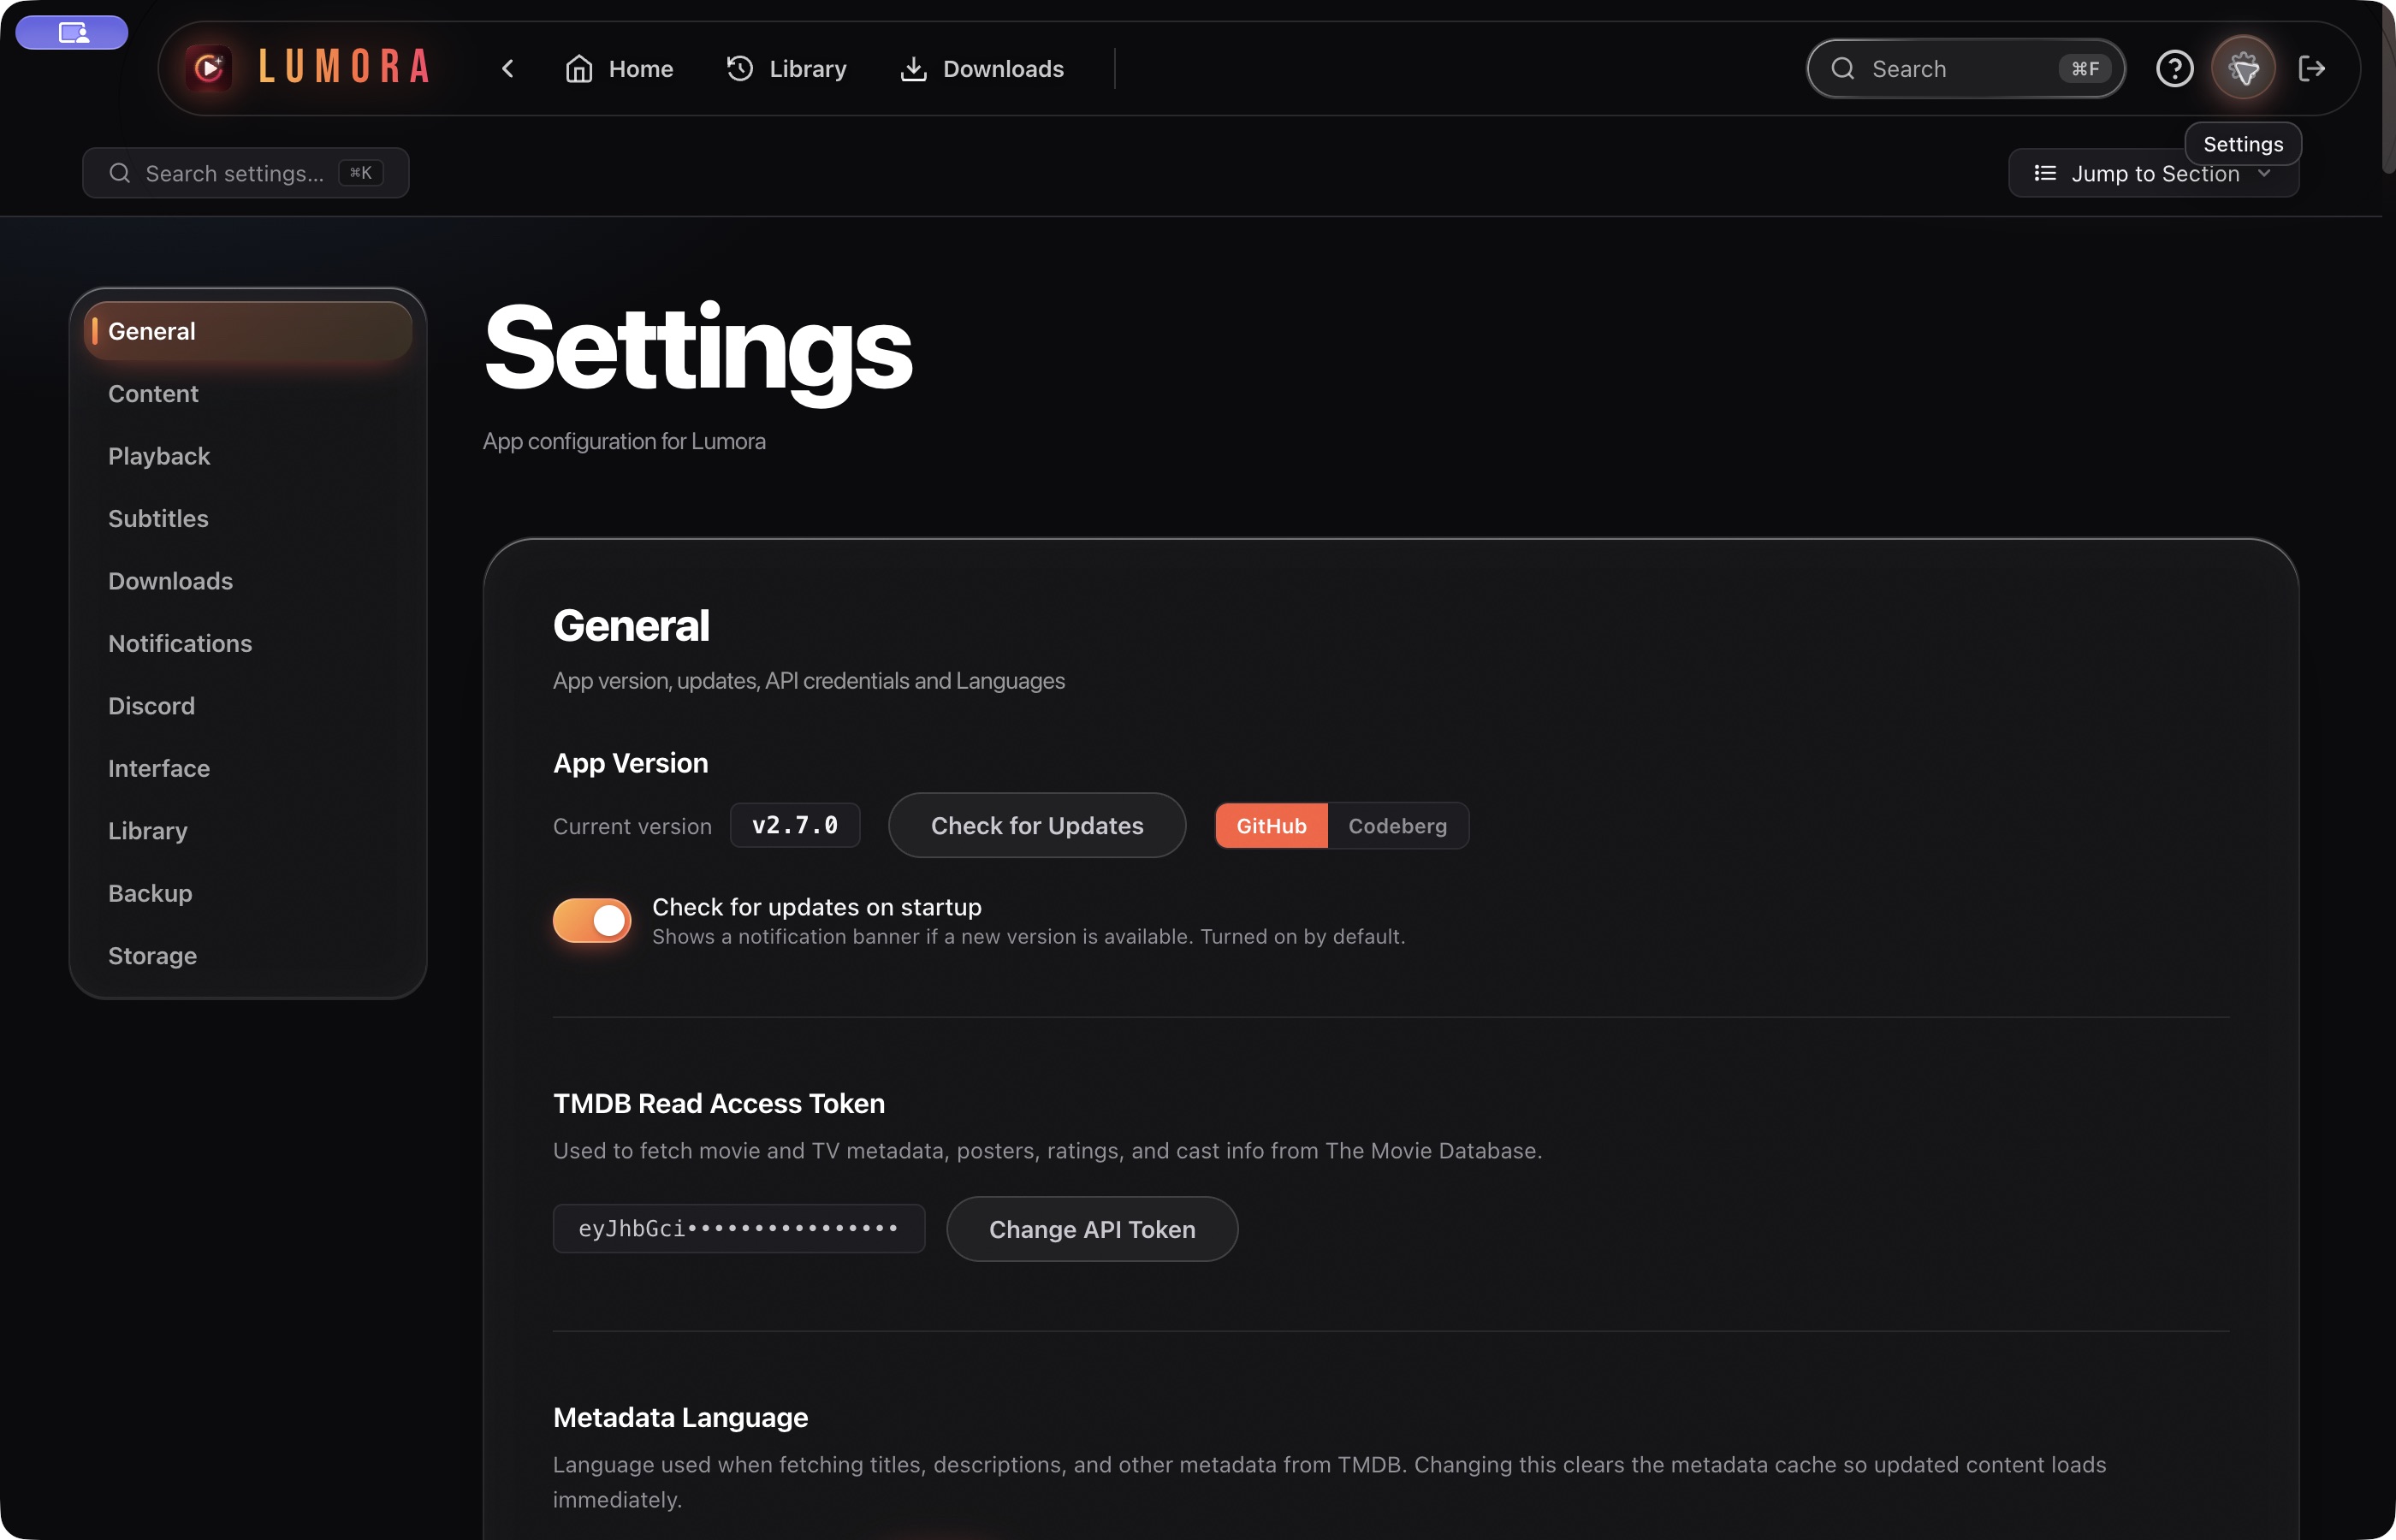 LUMORA
Home
Library
Downloads
Search
⌘F
Settings
Search settings...
⌘K
Jump to Section
General
Content
Playback
Subtitles
Downloads
Notifications
Discord
Interface
Library
Backup
Storage
Settings
App configuration for Lumora
General
App version, updates, API credentials and Languages
App Version
Current version
v2.7.0
Check for Updates
GitHub
Codeberg
Check for updates on startup
Shows a notification banner if a new version is available. Turned on by default.
TMDB Read Access Token
Used to fetch movie and TV metadata, posters, ratings, and cast info from The Movie Database.
eyJhbGci••••••••••••••••
Change API Token
Metadata Language
Language used when fetching titles, descriptions, and other metadata from TMDB. Changing this clears the metadata cache so updated content loads
immediately.